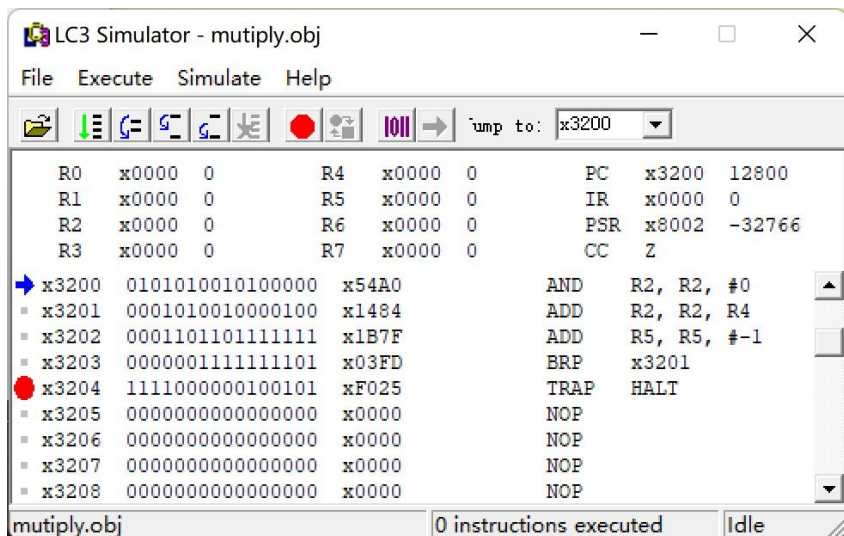 LC3 Simulator - mutiply.obj
File Execute Simulate Help
Jump to: x3200
R0 x0000 0 R4 x0000 0 PC x3200 12800
R1 x0000 0 R5 x0000 0 IR x0000 0
R2 x0000 0 R6 x0000 0 PSR x8002 -32766
R3 x0000 0 R7 x0000 0 CC Z
x3200 0101010010100000 x54A0 AND R2, R2, #0
x3201 0001010010000100 x1484 ADD R2, R2, R4
x3202 0001101101111111 x1B7F ADD R5, R5, #-1
x3203 0000001111111101 x03FD BRP x3201
x3204 1111000000100101 xF025 TRAP HALT
x3205 0000000000000000 x0000 NOP
x3206 0000000000000000 x0000 NOP
x3207 0000000000000000 x0000 NOP
x3208 0000000000000000 x0000 NOP
mutiply.obj 0 instructions executed Idle